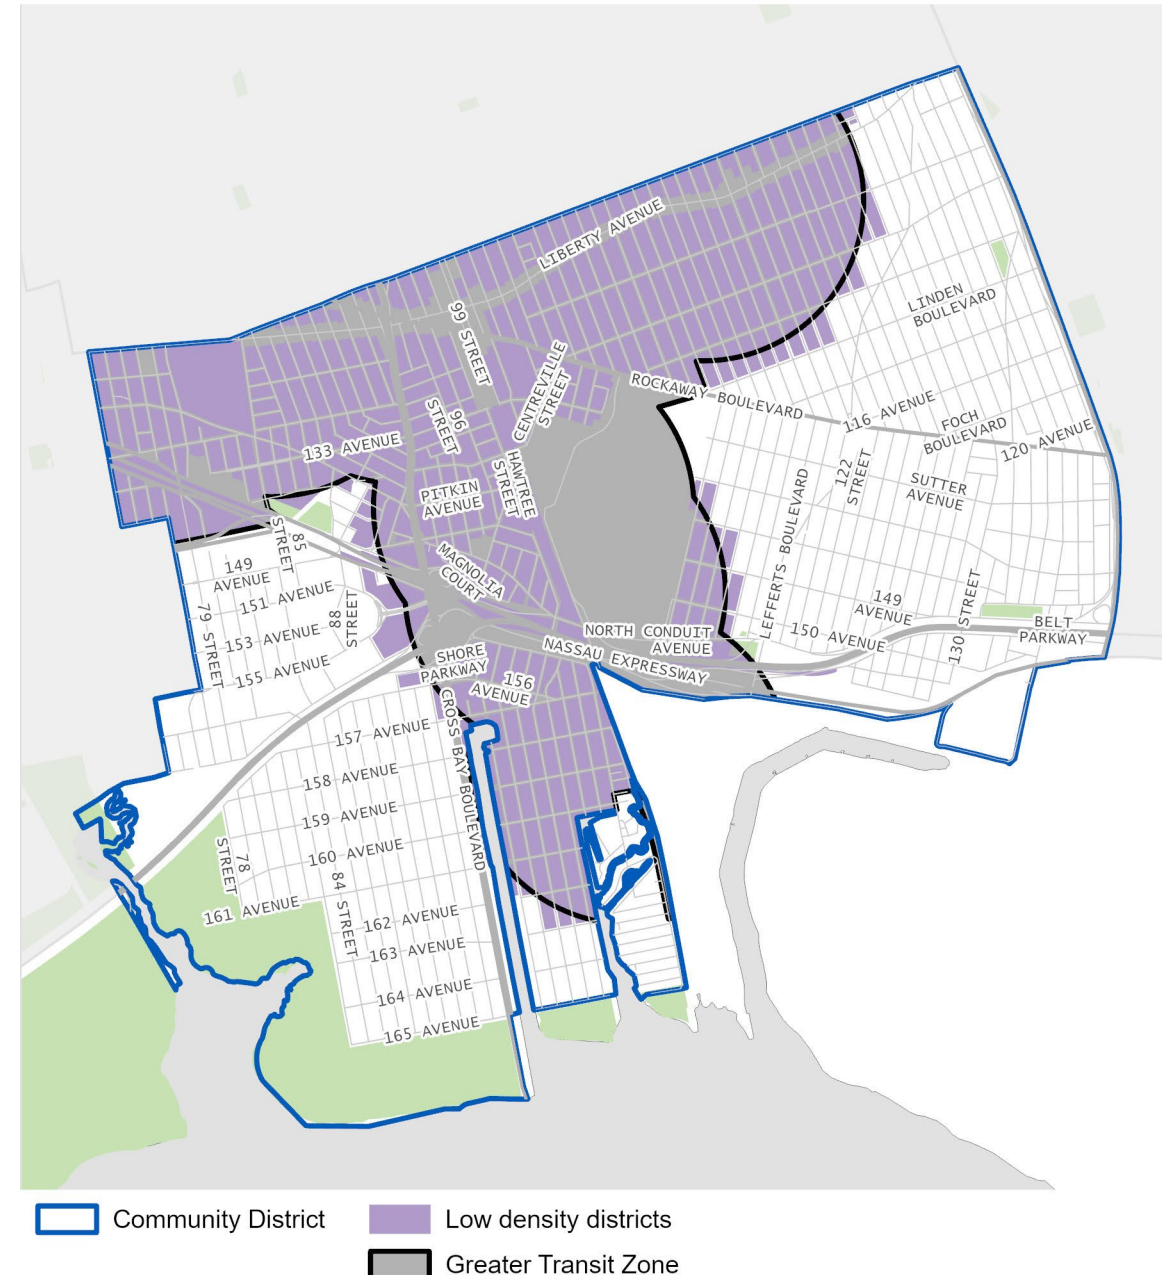 LIBERTY AVENUE
LINDEN
BOULEVARD
99 STREET
CENTREVILLE
STREET
ROCKAWAY BOULEVARD
116 AVENUE
FOCH
BOULEVARD
120 AVENUE
96
STREET
133 AVENUE
HAWTREE
STREET
122
STREET
SUTTER
AVENUE
PITKIN
AVENUE
LEFFERTS BOULEVARD
85
STREET
MAGNOLIA
COURT
149
AVENUE
151 AVENUE
88
STREET
79 STREET
153 AVENUE
155 AVENUE
149
AVENUE
130 STREET
BELT
PARKWAY
150 AVENUE
NORTH CONDUIT
AVENUE
NASSAU EXPRESSWAY
SHORE
PARKWAY
156
AVENUE
CROSS BAY BOULEVARD
157 AVENUE
158 AVENUE
159 AVENUE
160 AVENUE
78
STREET
84 STREET
161 AVENUE
162 AVENUE
163 AVENUE
164 AVENUE
165 AVENUE
Community District
Low density districts
Greater Transit Zone